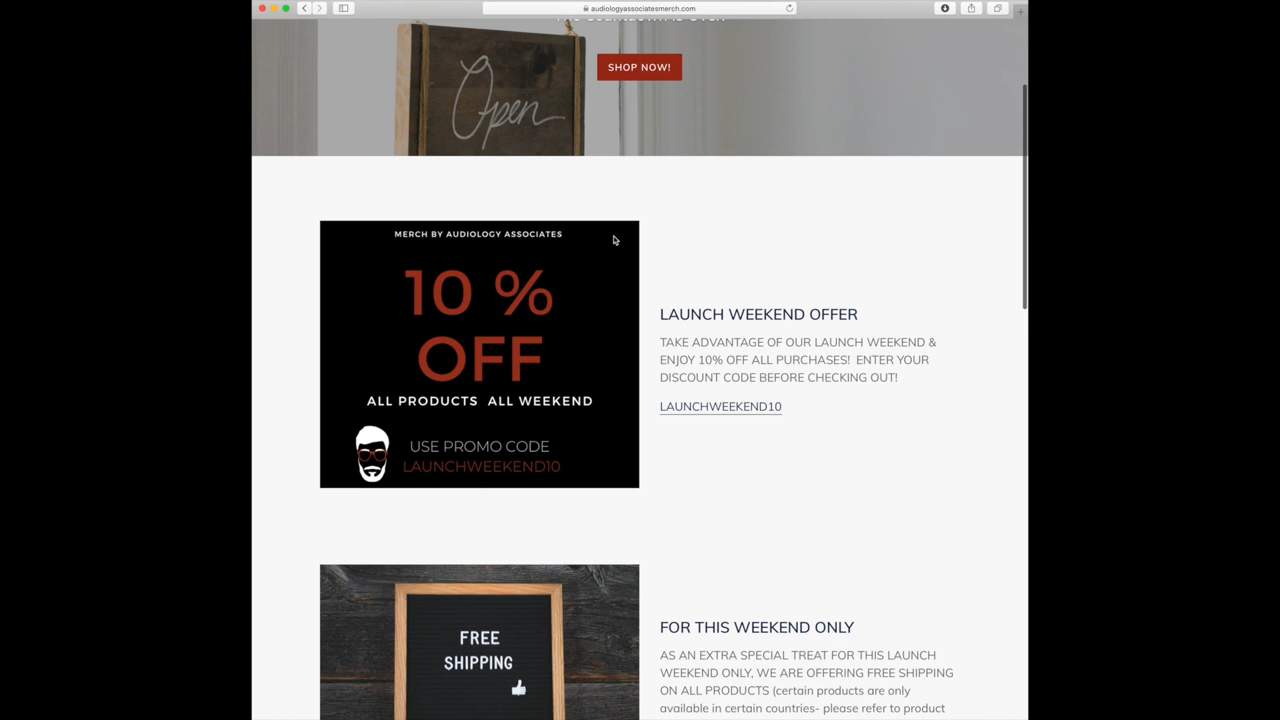 audiologyassociatesmerch.com
The Countdown Is Over
SHOP NOW!
Open
MERCH BY AUDIOLOGY ASSOCIATES
10 %
OFF
ALL PRODUCTS ALL WEEKEND
USE PROMO CODE
LAUNCHWEEKEND10
LAUNCH WEEKEND OFFER
TAKE ADVANTAGE OF OUR LAUNCH WEEKEND &
ENJOY 10% OFF ALL PURCHASES! ENTER YOUR
DISCOUNT CODE BEFORE CHECKING OUT!
LAUNCHWEEKEND10
FREE
SHIPPING
FOR THIS WEEKEND ONLY
AS AN EXTRA SPECIAL TREAT FOR THIS LAUNCH
WEEKEND ONLY, WE ARE OFFERING FREE SHIPPING
ON ALL PRODUCTS (certain products are only
available in certain countries- please refer to product